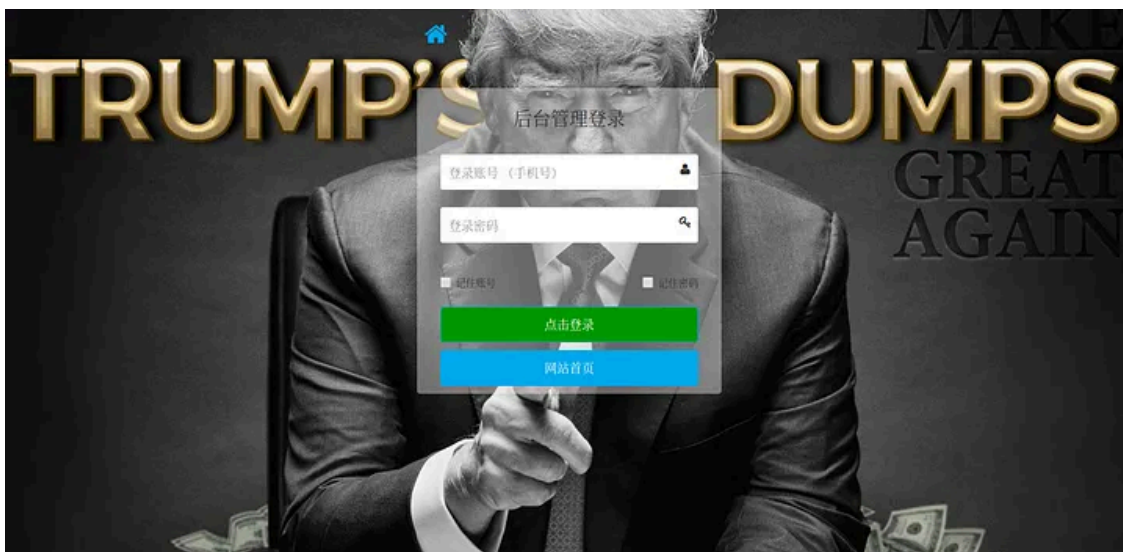 MAKE
TRUMP'S DUMPS
GREAT
AGAIN
后台管理登录
登录账号 （手机号）
登录密码
记住账号 记住密码
点击登录
网站首页